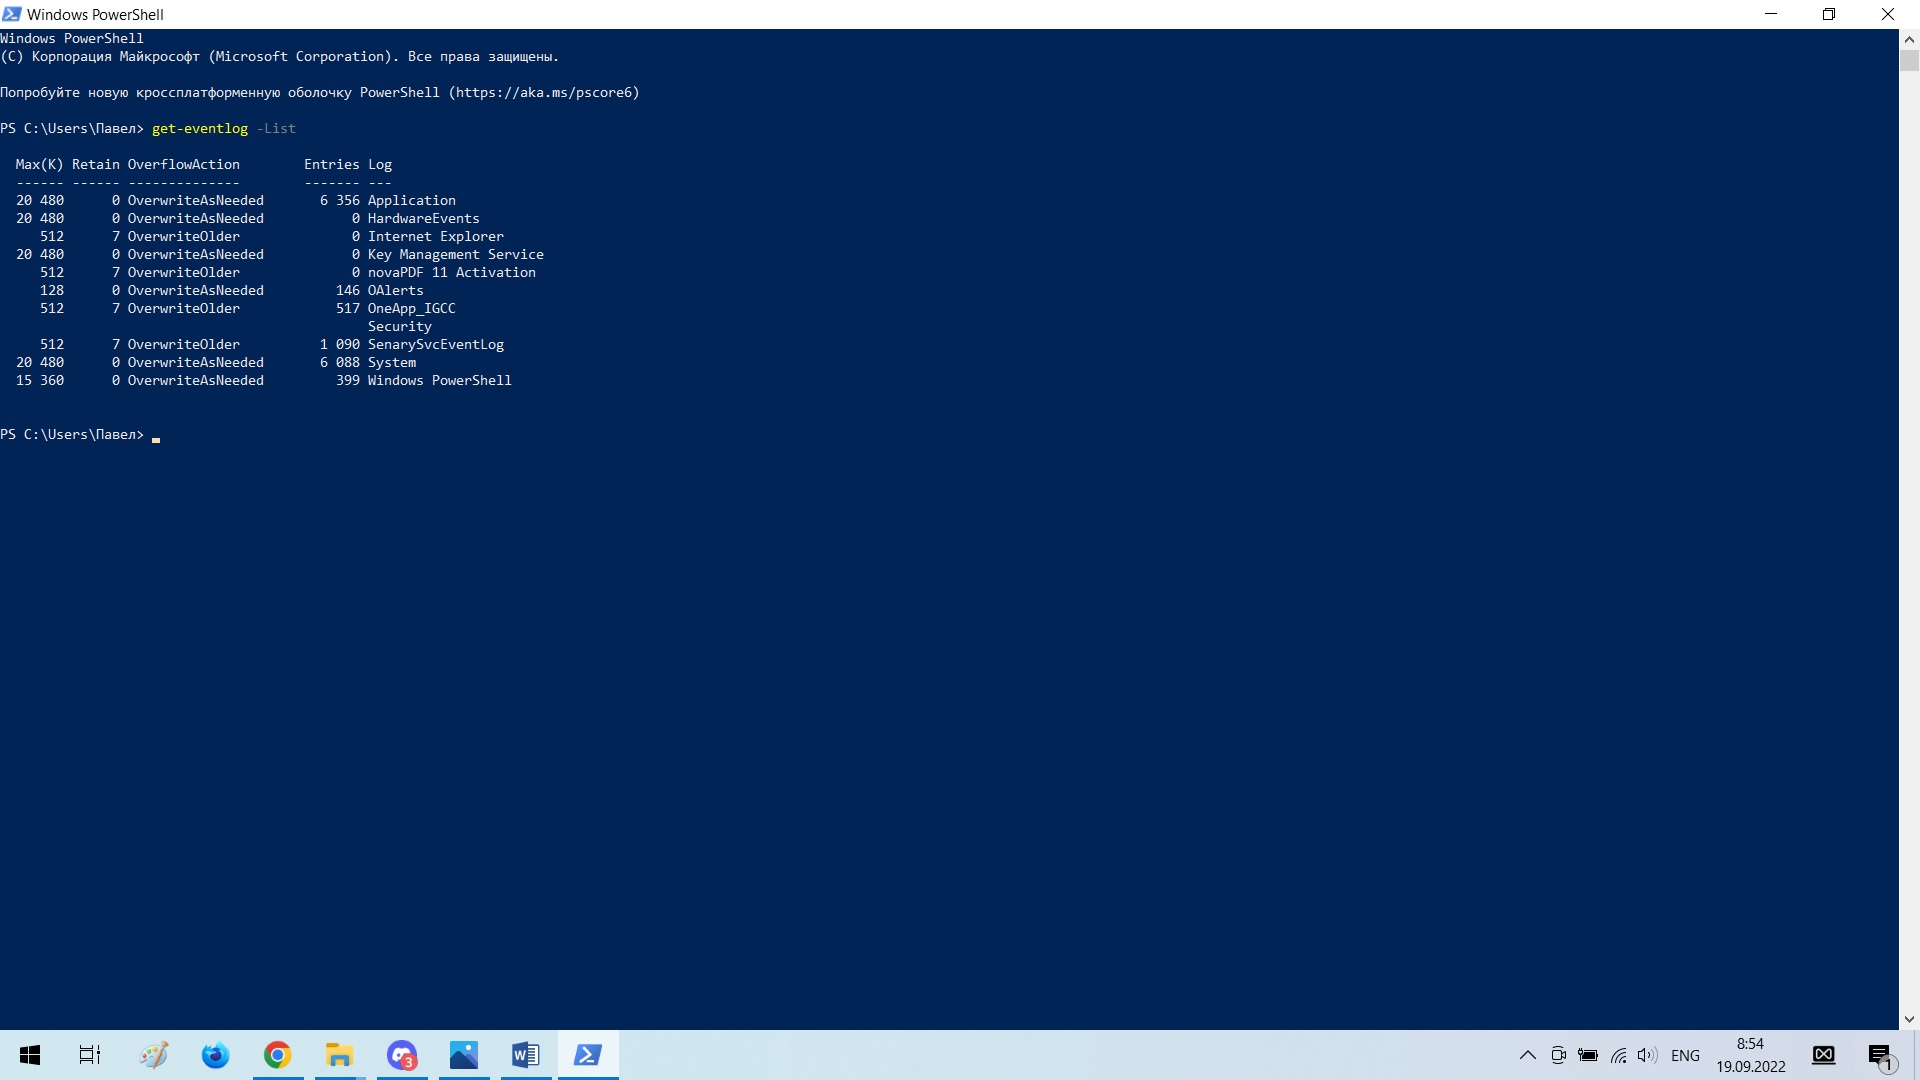 Windows PowerShell
Windows PowerShell
(C) Корпорация Майкрософт (Microsoft Corporation). Все права защищены.
Попробуйте новую кроссплатформенную оболочку PowerShell (https://aka.ms/pscore6)
PS C:\Users\Павел> get-eventlog -List
Max(K) Retain OverflowAction Entries Log
------ ------ -------------- ------- ---
20 480 0 OverwriteAsNeeded 6 356 Application
20 480 0 OverwriteAsNeeded 0 HardwareEvents
512 7 OverwriteOlder 0 Internet Explorer
20 480 0 OverwriteAsNeeded 0 Key Management Service
512 7 OverwriteOlder 0 novaPDF 11 Activation
128 0 OverwriteAsNeeded 146 OAlerts
512 7 OverwriteOlder 517 OneApp_IGCC
Security
512 7 OverwriteOlder 1 090 SenarySvcEventLog
20 480 0 OverwriteAsNeeded 6 088 System
15 360 0 OverwriteAsNeeded 399 Windows PowerShell
PS C:\Users\Павел>
3
W
ENG
8:54
19.09.2022
1